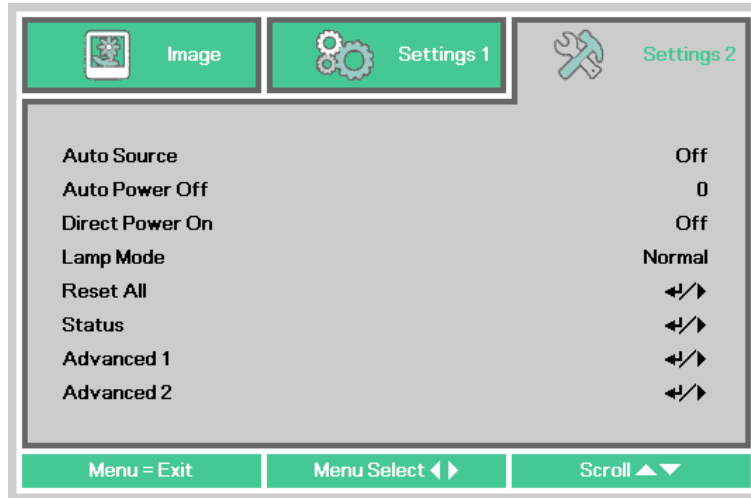 Image Settings 1 Settings 2
Auto Source Off
Auto Power Off 0
Direct Power On Off
Lamp Mode Normal
Reset All ↵/▶
Status ↵/▶
Advanced 1 ↵/▶
Advanced 2 ↵/▶
Menu = Exit Menu Select ◀▶ Scroll ▲▼